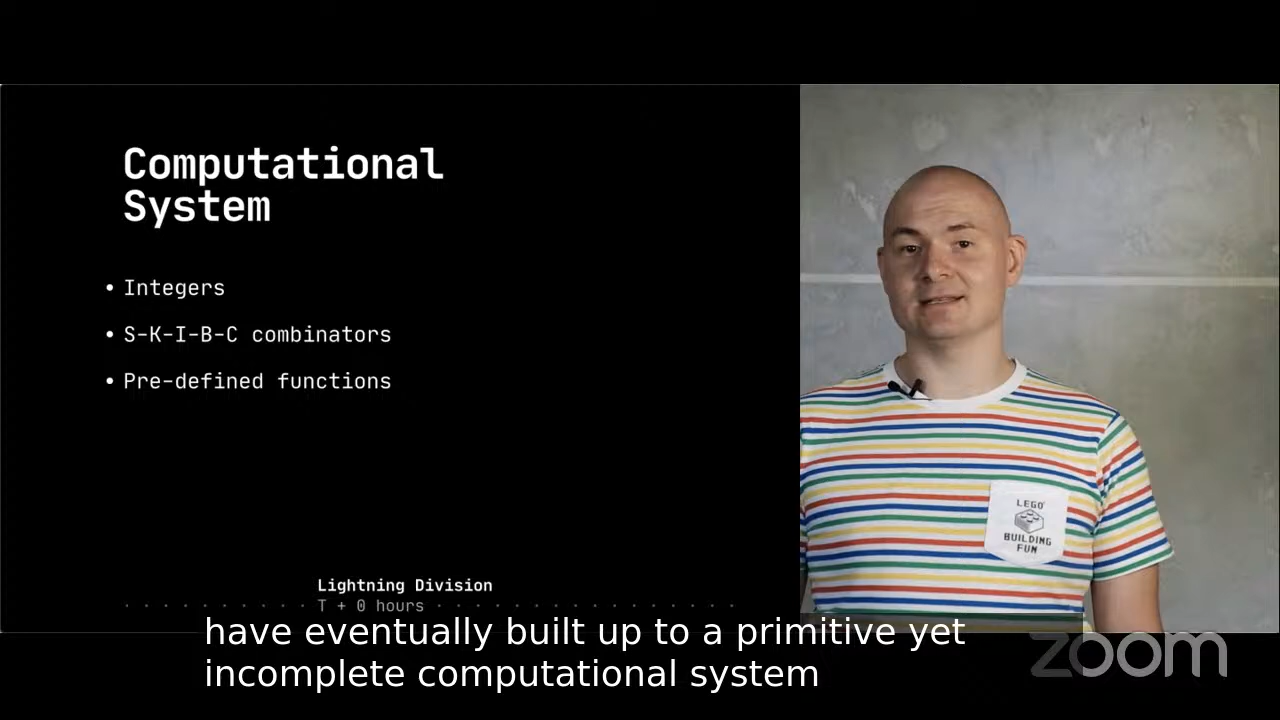 Computational
System
• Integers
• S-K-I-B-C combinators
• Pre-defined functions
LEGO
BUILDING
FUN
Lightning Division
T + 0 hours
have eventually built up to a primitive yet
incomplete computational system
zoom